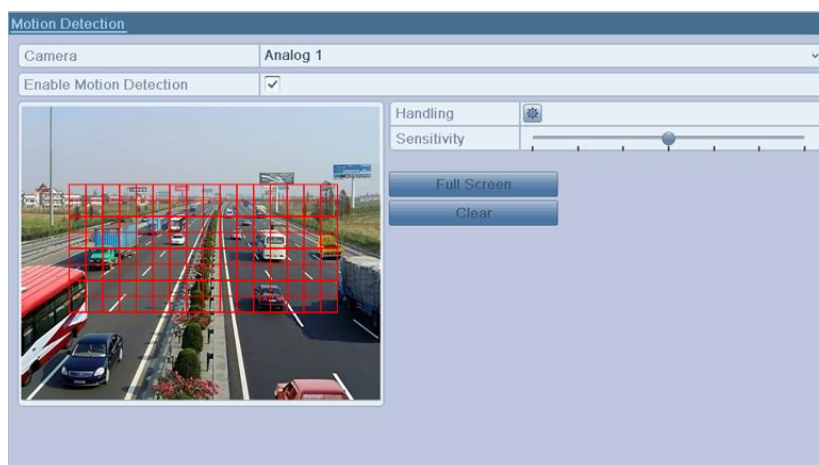 Motion Detection
Camera
Analog 1
Enable Motion Detection
Handling
Sensitivity
Full Screen
Clear